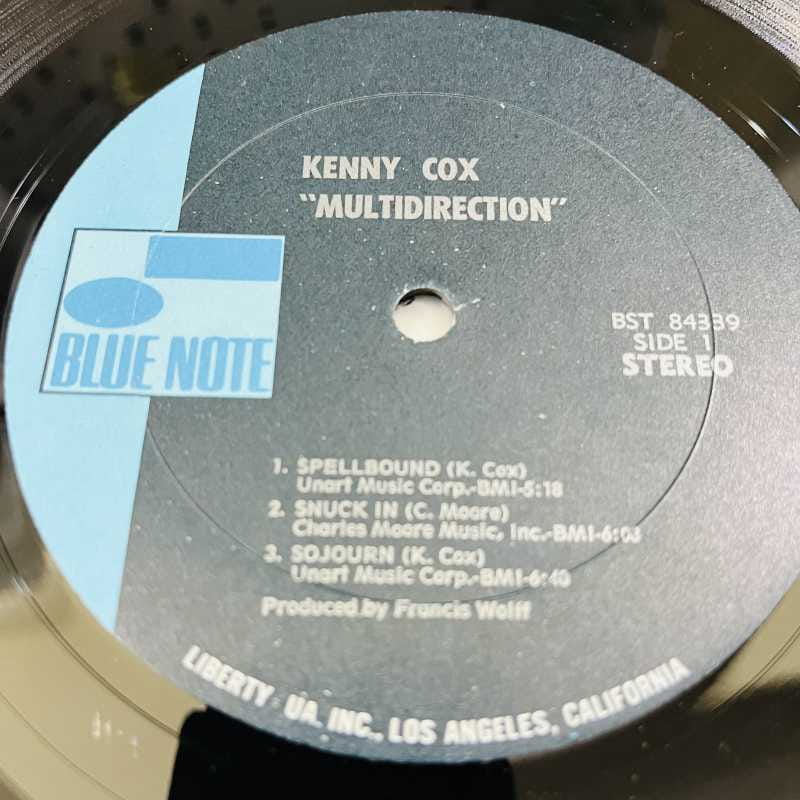 KENNY COX
"MULTIDIRECTION"
BLUE NOTE
BST 84339
SIDE 1
STEREO
1. SPELLBOUND (K. Cox)
Unart Music Corp.-BMI-5:18
2. SNUCK IN (C. Moore)
Charles Moore Music, Inc.-BMI-6:03
3. SOJOURN (K. Cox)
Unart Music Corp.-BMI-6:40
Produced by Francis Wolff
LIBERTY UA, INC., LOS ANGELES, CALIFORNIA